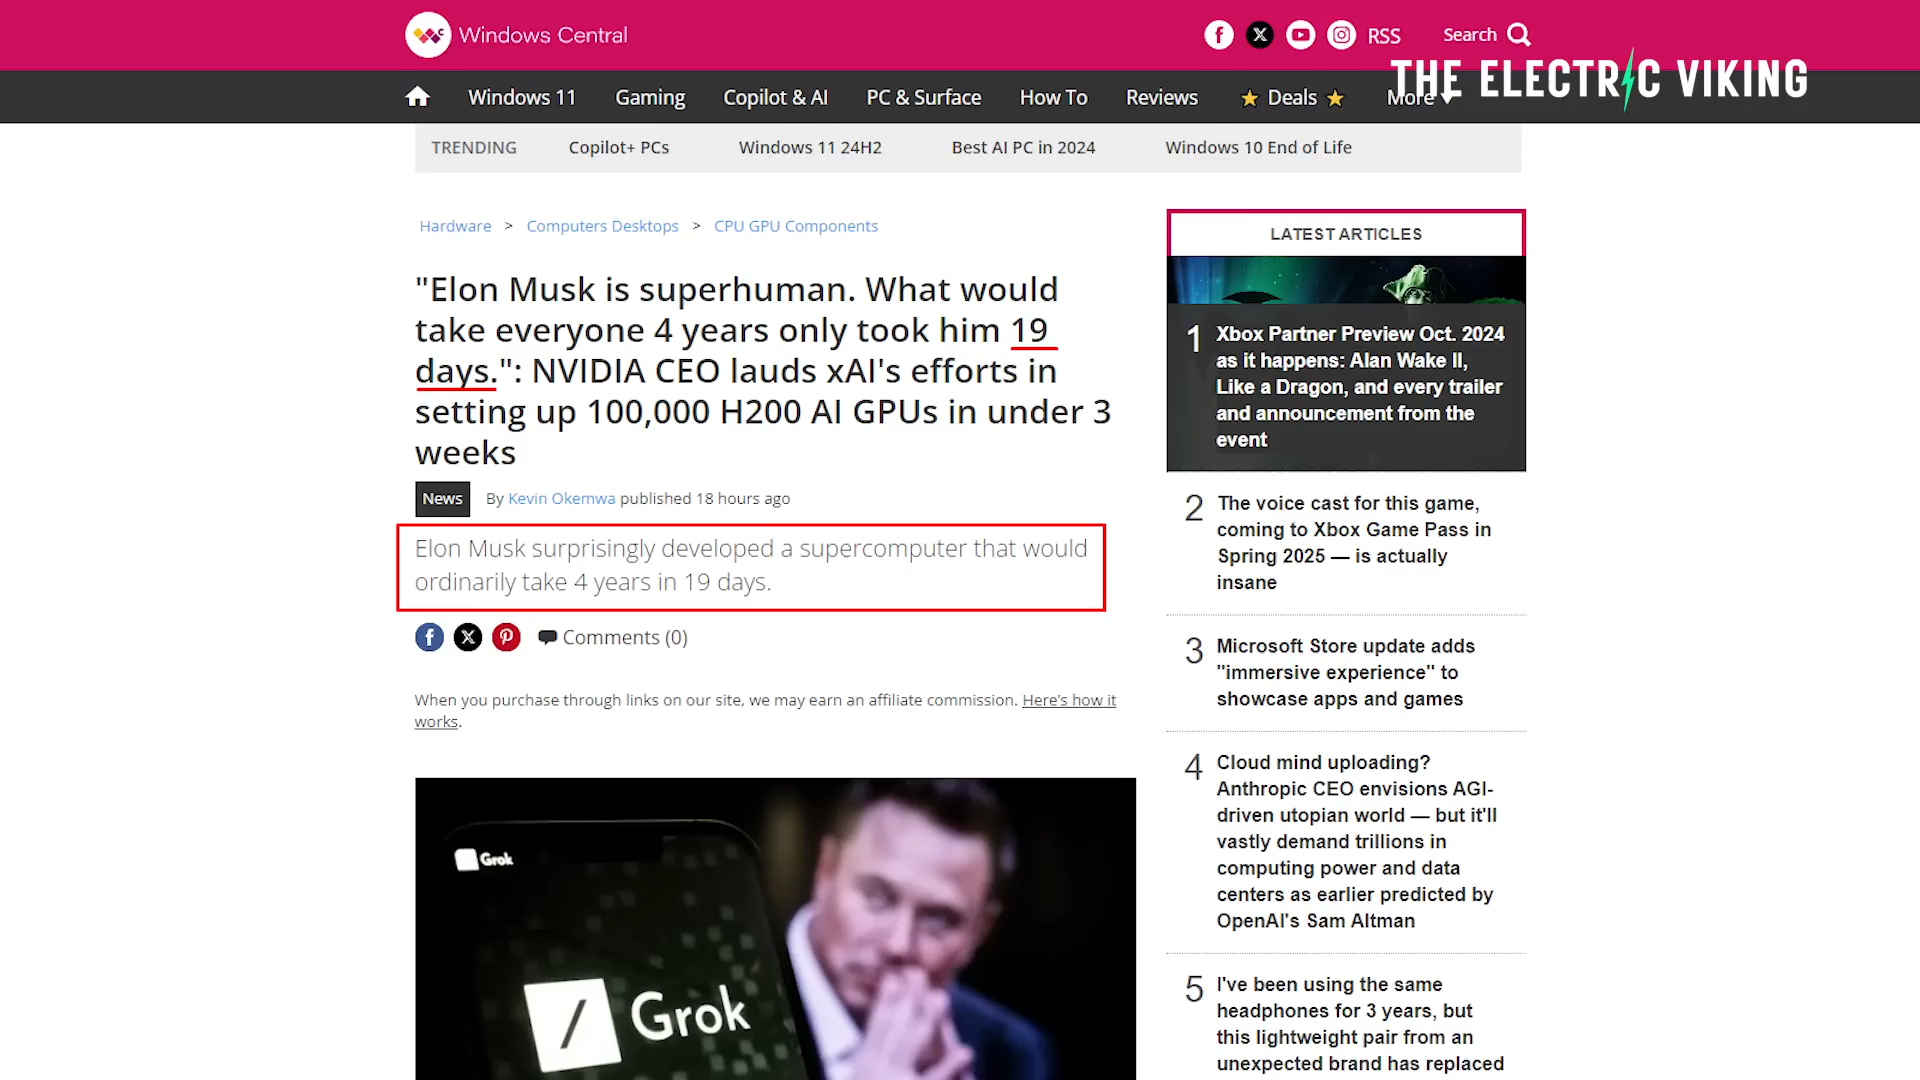 Windows Central
RSS
Search
THE ELECTRIC VIKING
Windows 11
Gaming
Copilot & AI
PC & Surface
How To
Reviews
Deals
More
TRENDING
Copilot+ PCs
Windows 11 24H2
Best AI PC in 2024
Windows 10 End of Life
Hardware > Computers Desktops > CPU GPU Components
"Elon Musk is superhuman. What would
take everyone 4 years only took him 19
days.": NVIDIA CEO lauds xAI's efforts in
setting up 100,000 H200 AI GPUs in under 3
weeks
News
By Kevin Okemwa published 18 hours ago
Elon Musk surprisingly developed a supercomputer that would
ordinarily take 4 years in 19 days.
Comments (0)
When you purchase through links on our site, we may earn an affiliate commission. Here's how it
works.
Grok
Grok
LATEST ARTICLES
1
Xbox Partner Preview Oct. 2024
as it happens: Alan Wake II,
Like a Dragon, and every trailer
and announcement from the
event
2
The voice cast for this game,
coming to Xbox Game Pass in
Spring 2025 — is actually
insane
3
Microsoft Store update adds
"immersive experience" to
showcase apps and games
4
Cloud mind uploading?
Anthropic CEO envisions AGI-
driven utopian world — but it'll
vastly demand trillions in
computing power and data
centers as earlier predicted by
OpenAI's Sam Altman
5
I've been using the same
headphones for 3 years, but
this lightweight pair from an
unexpected brand has replaced